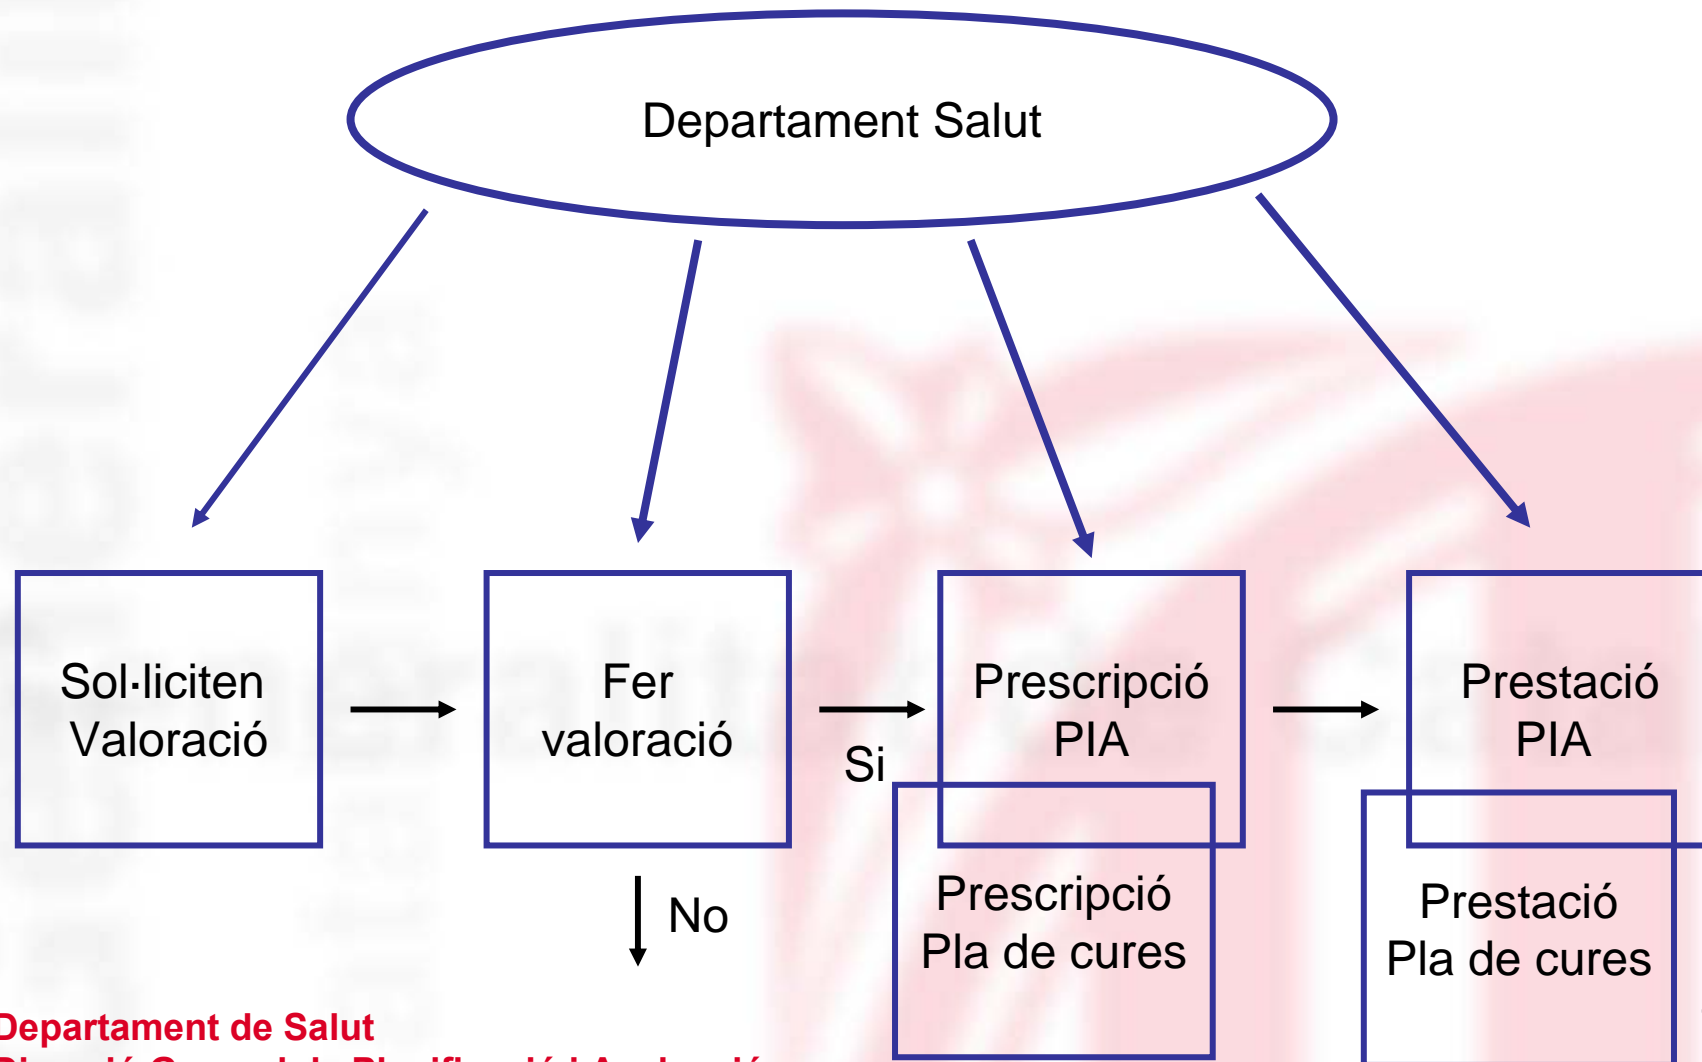 Departament Salut
Sol·liciten
Valoració
Fer
valoració
Si
No
Prescripció
PIA
Prescripció
Pla de cures
Prestació
PIA
Prestació
Pla de cures
Departament de Salut